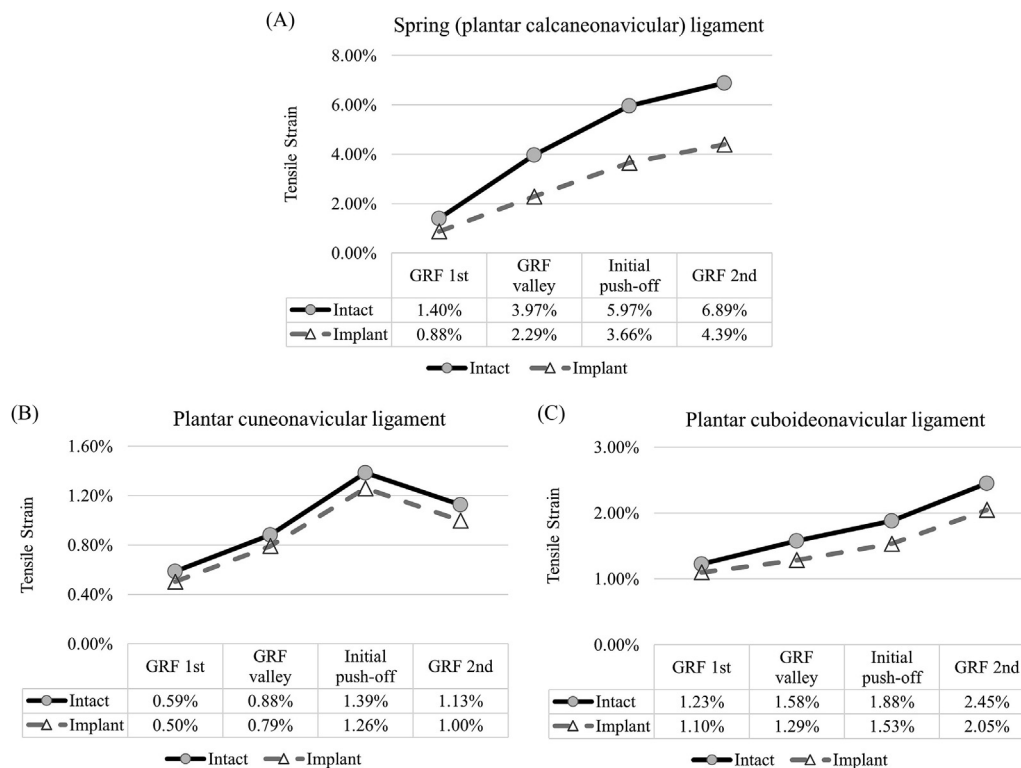 (A)
Spring (plantar calcaneonavicular) ligament
8.00%
6.00%
4.00%
2.00%
0.00%
Tensile Strain
GRF 1st GRF valley Initial push-off GRF 2nd
Intact 1.40% 3.97% 5.97% 6.89%
Implant 0.88% 2.29% 3.66% 4.39%
Intact Implant
(B)
Plantar cuneonavicular ligament
1.60%
1.20%
0.80%
0.40%
0.00%
Tensile Strain
GRF 1st GRF valley Initial push-off GRF 2nd
Intact 0.59% 0.88% 1.39% 1.13%
Implant 0.50% 0.79% 1.26% 1.00%
Intact Implant
(C)
Plantar cuboideonavicular ligament
3.00%
2.00%
1.00%
0.00%
Tensile Strain
GRF 1st GRF valley Initial push-off GRF 2nd
Intact 1.23% 1.58% 1.88% 2.45%
Implant 1.10% 1.29% 1.53% 2.05%
Intact Implant